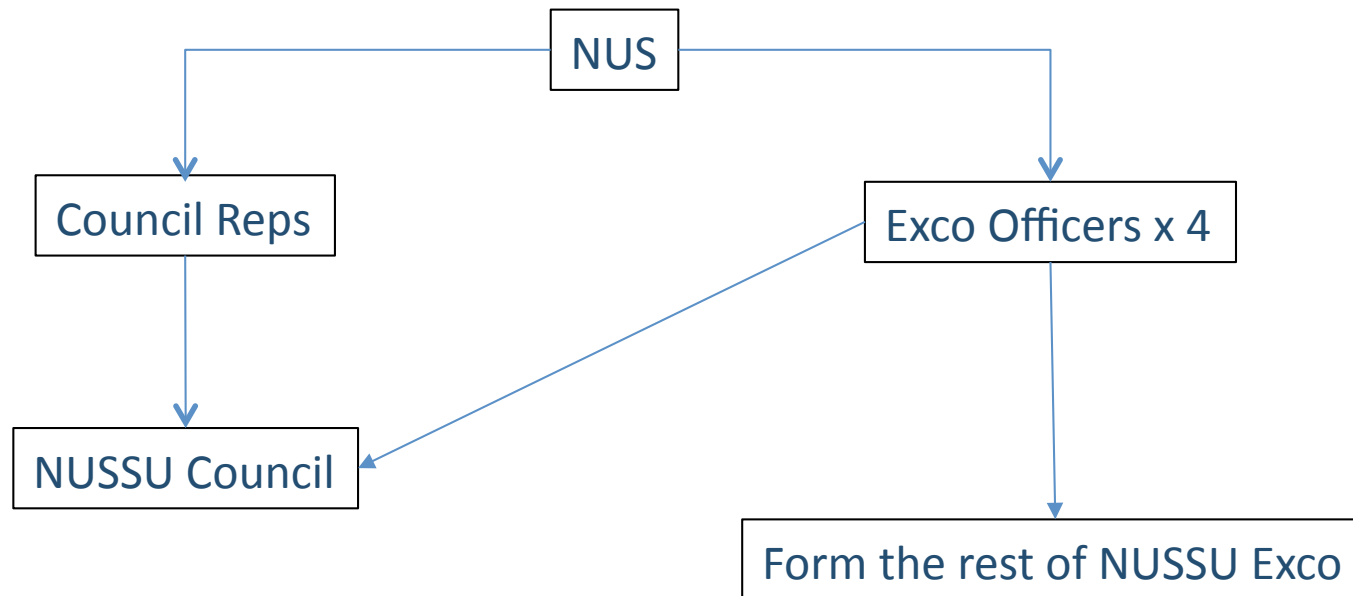 NUS
Council Reps
Exco Officers x 4
NUSSU Council
Form the rest of NUSSU Exco